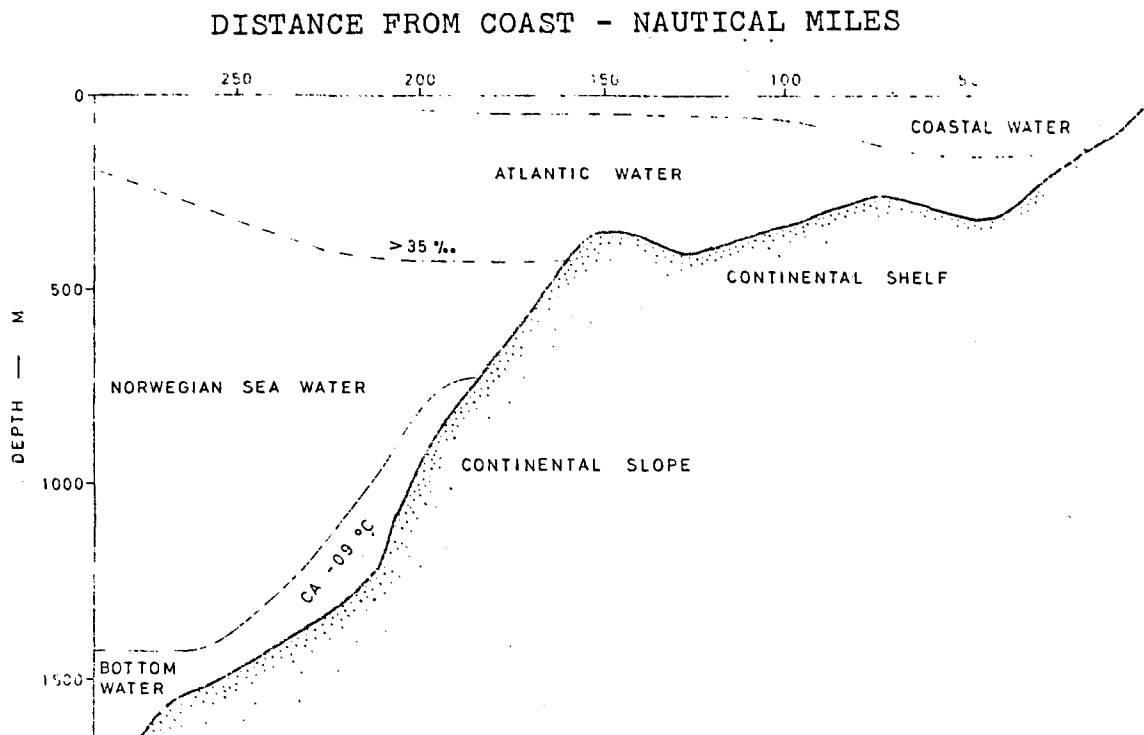 DISTANCE FROM COAST - NAUTICAL MILES
250 200 150 100
0
COASTAL WATER
ATLANTIC WATER
>35 ‰
CONTINENTAL SHELF
500
DEPTH — M
NORWEGIAN SEA WATER
CONTINENTAL SLOPE
1000
CA -09 °C
BOTTOM
WATER
1500